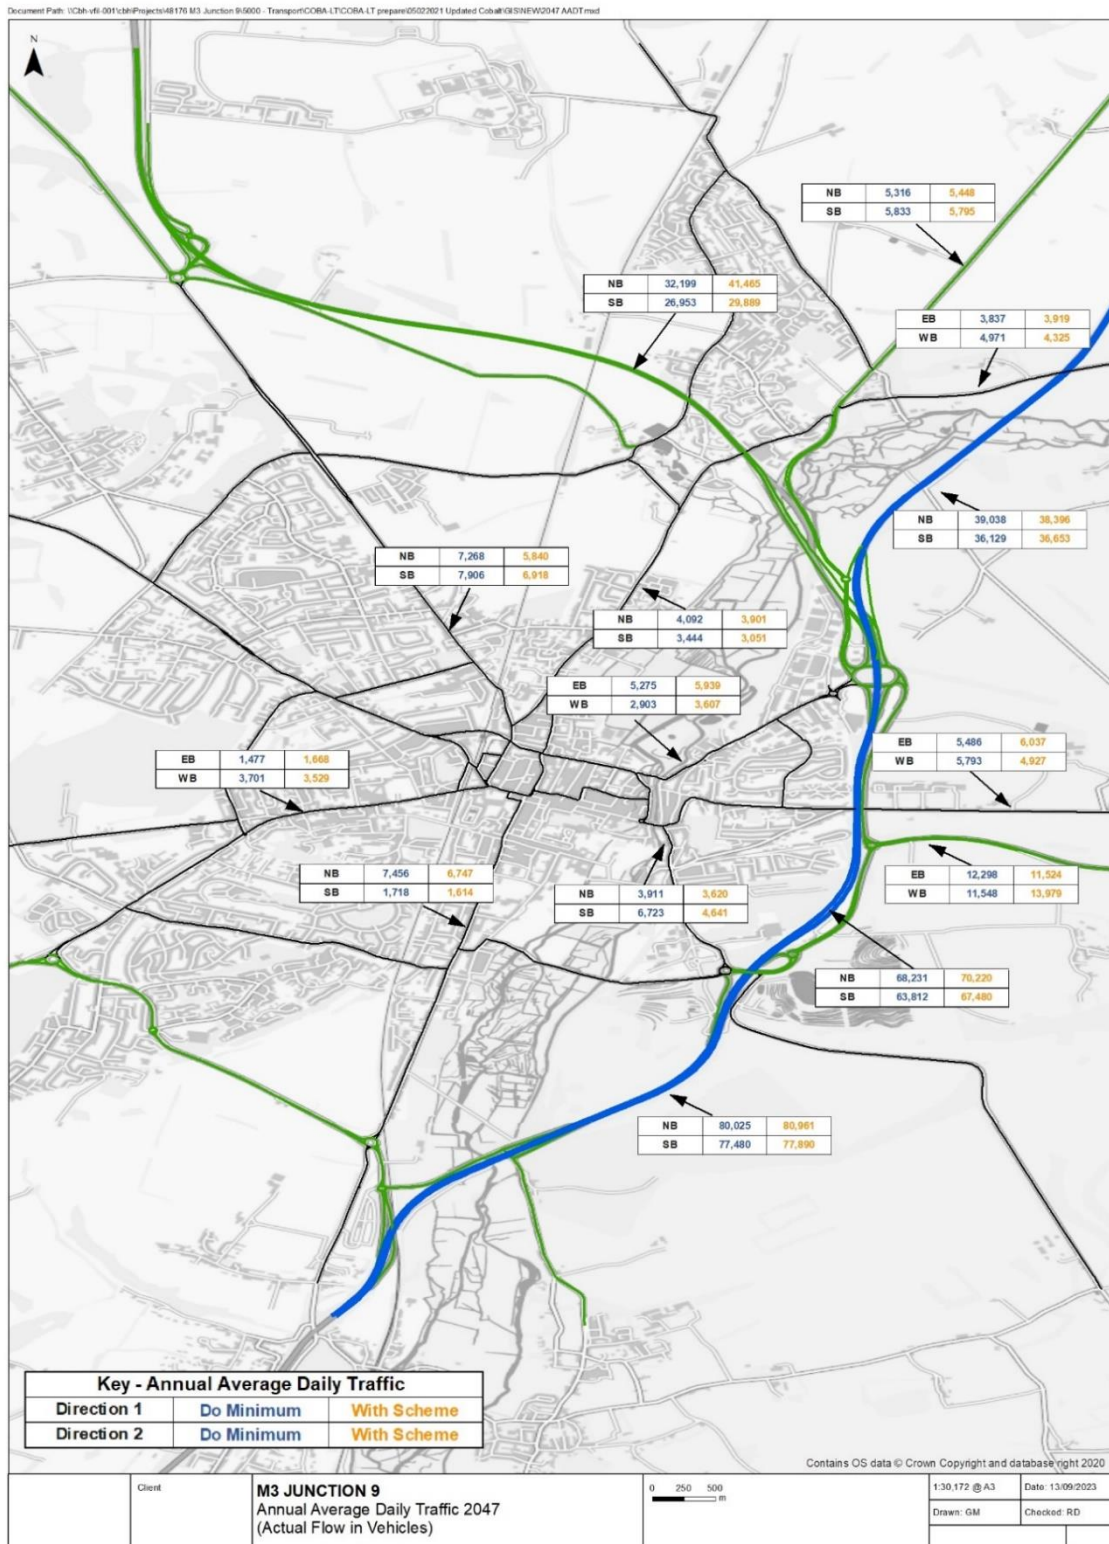 Document Path: \\Cbh-vfil-001\cbh\Projects\48176 M3 Junction 9\5000 - Transport\COBA-LT\COBA-LT prepare\05022021 Updated Cobalt\GIS\NEW\2047 AADT.mxd
N
NB 5,316 5,448
SB 5,833 5,795
NB 32,199 41,465
SB 26,953 29,889
EB 3,837 3,919
WB 4,971 4,325
NB 39,038 38,396
SB 36,129 36,653
NB 7,268 5,840
SB 7,906 6,918
NB 4,092 3,901
SB 3,444 3,051
EB 5,275 5,939
WB 2,903 3,607
EB 5,486 6,037
WB 5,793 4,927
EB 1,477 1,668
WB 3,701 3,529
NB 7,456 6,747
SB 1,718 1,614
NB 3,911 3,620
SB 6,723 4,641
EB 12,298 11,524
WB 11,548 13,979
NB 68,231 70,220
SB 63,812 67,480
NB 80,025 80,961
SB 77,480 77,890
Key - Annual Average Daily Traffic
Direction 1 Do Minimum With Scheme
Direction 2 Do Minimum With Scheme
Contains OS data © Crown Copyright and database right 2020
Client
M3 JUNCTION 9
Annual Average Daily Traffic 2047
(Actual Flow in Vehicles)
0 250 500
m
1:30,172 @ A3 Date: 13/09/2023
Drawn: GM Checked: RD